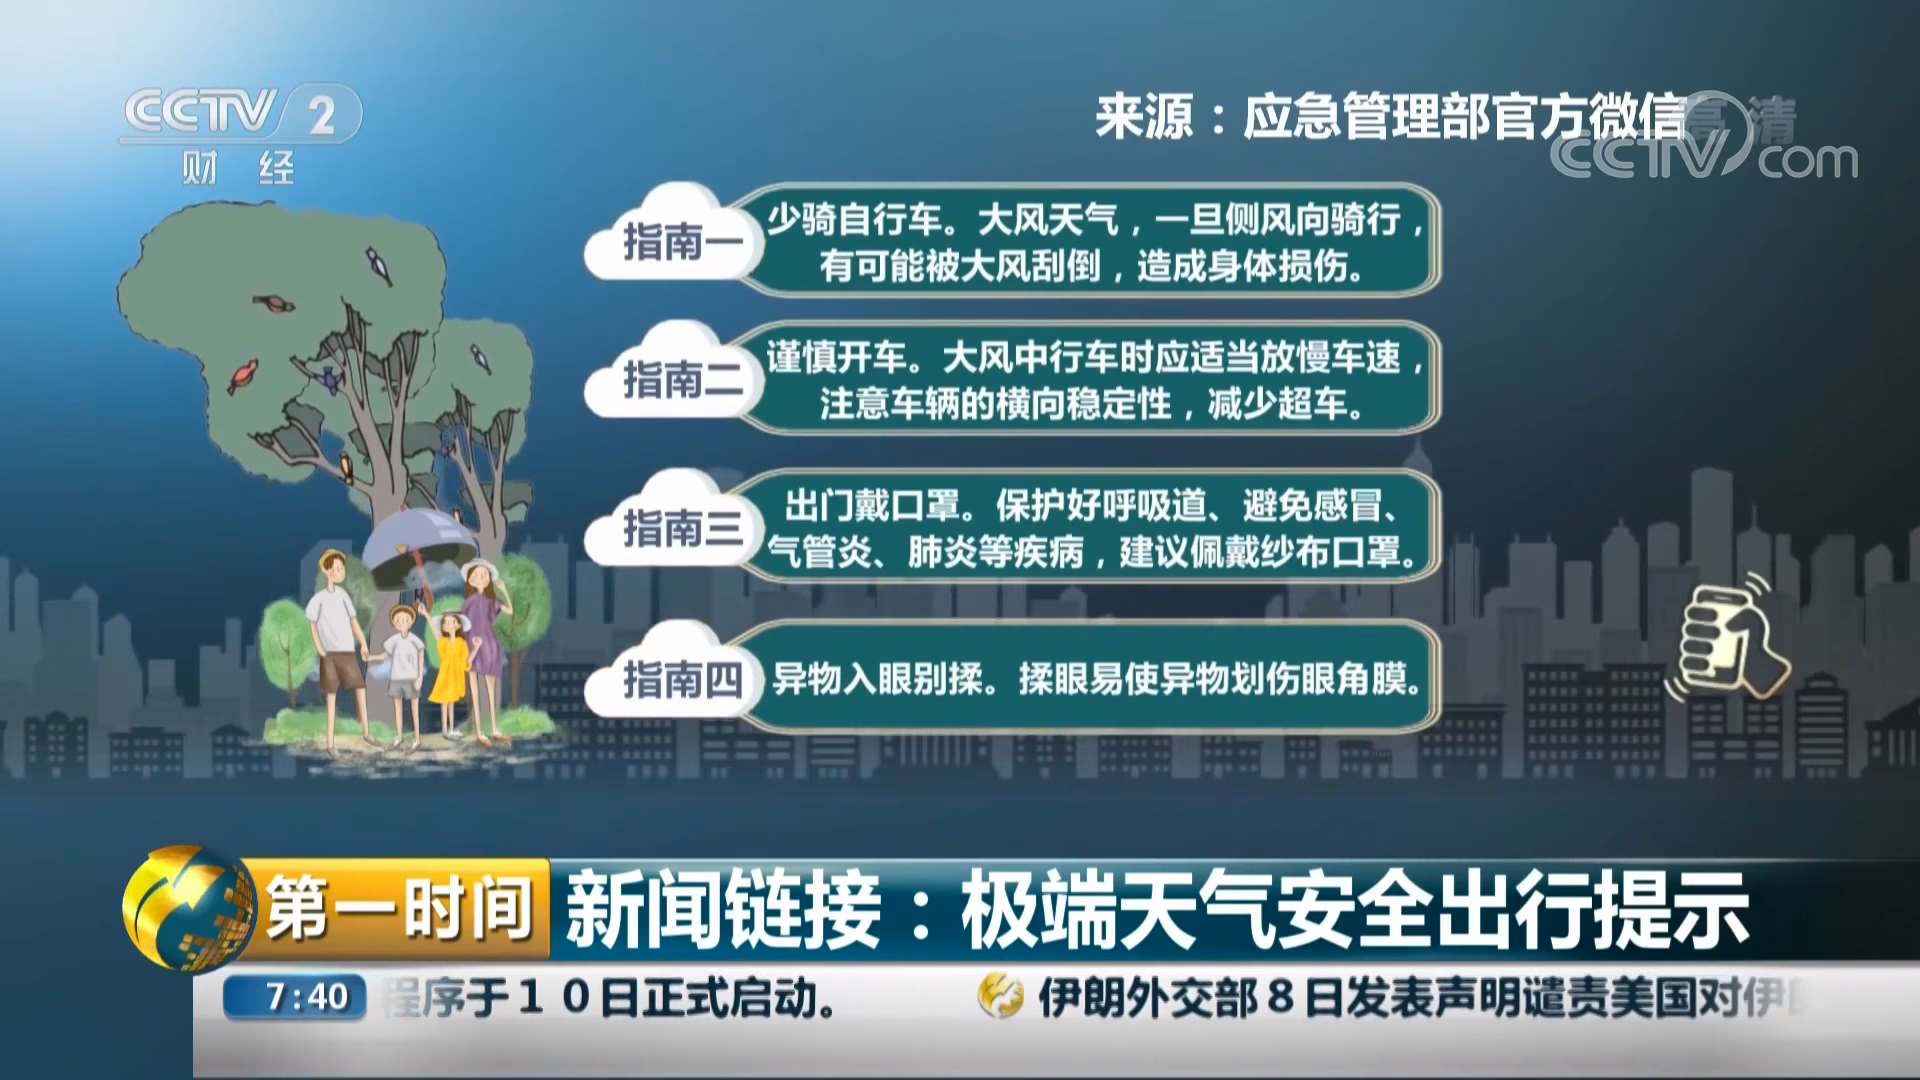 CCTV 2
财 经
来源：应急管理部官方微信
高清
CCTV.com
指南一
少骑自行车。大风天气，一旦侧风向骑行，
有可能被大风刮倒，造成身体损伤。
指南二
谨慎开车。大风中行车时应适当放慢车速，
注意车辆的横向稳定性，减少超车。
指南三
出门戴口罩。保护好呼吸道、避免感冒、
气管炎、肺炎等疾病，建议佩戴纱布口罩。
指南四
异物入眼别揉。揉眼易使异物划伤眼角膜。
第一时间
新闻链接：极端天气安全出行提示
7:40
程序于１０日正式启动。
伊朗外交部８日发表声明谴责美国对伊